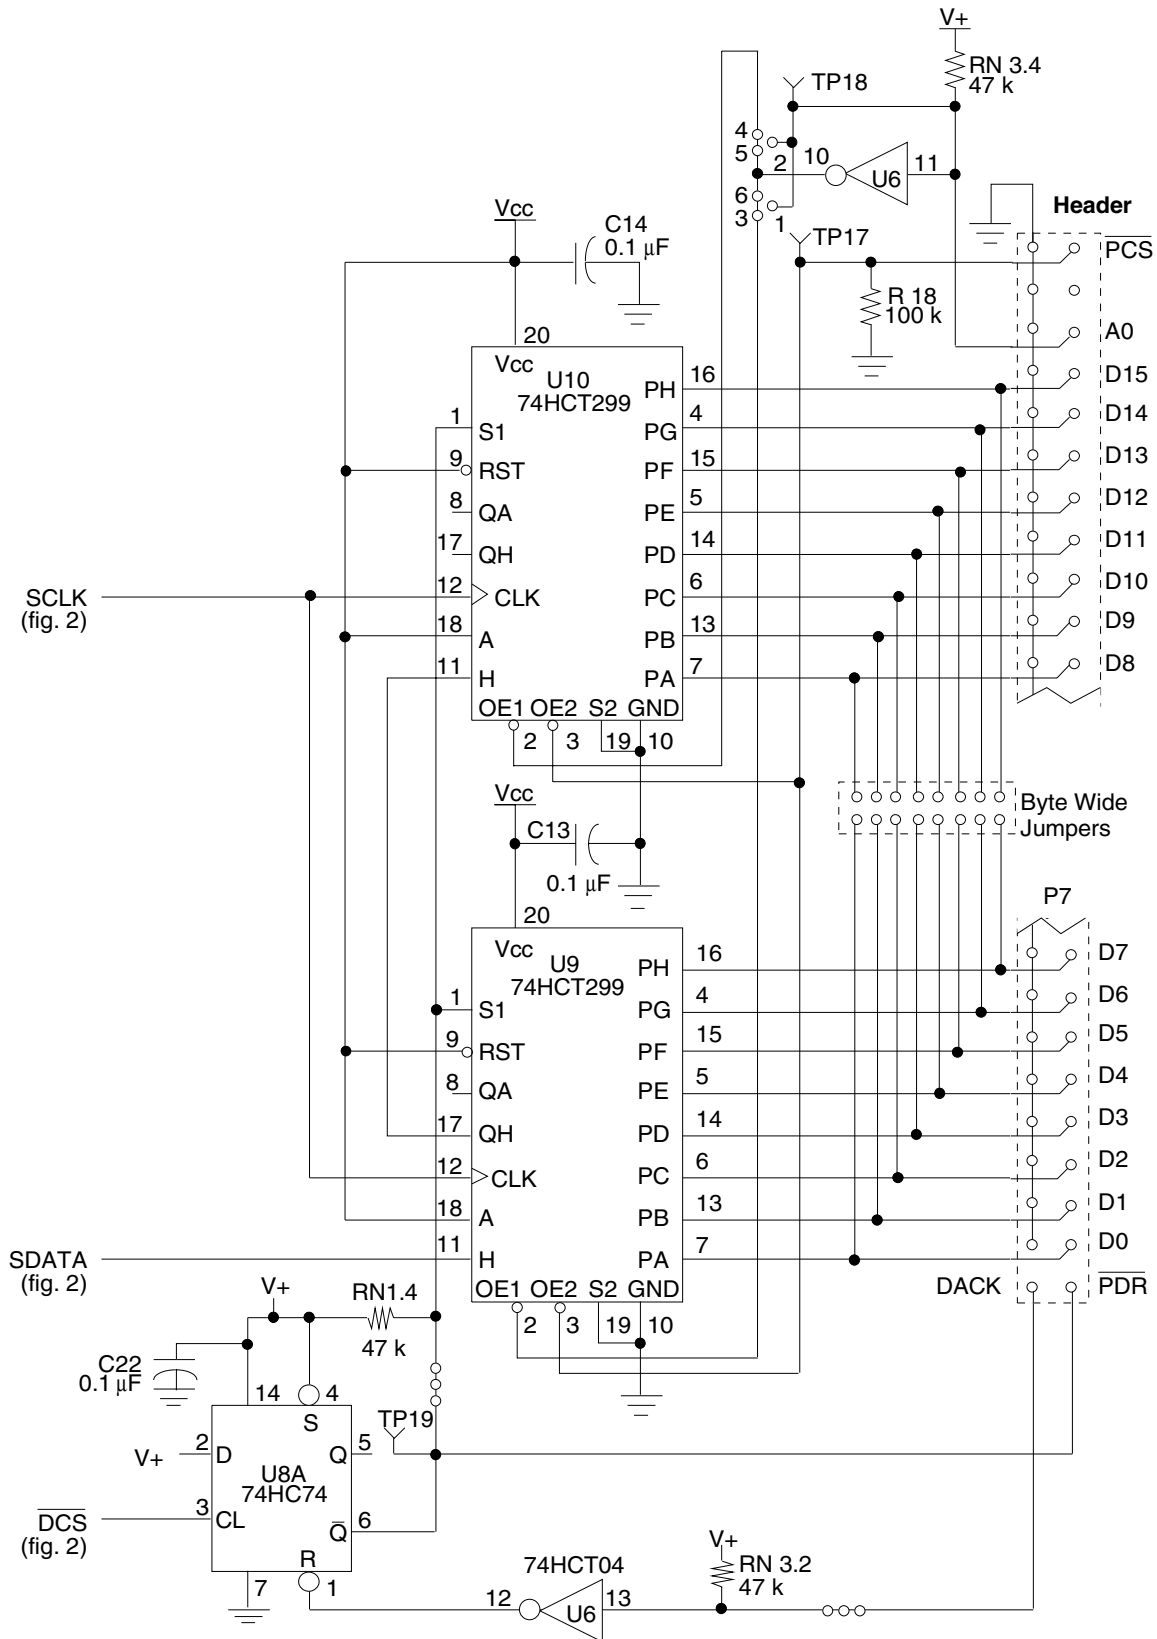 V+
RN 3.4
47 k
TP18
4
5
2
10
U6
11
6
3
1
TP17
Header
PCS
R 18
100 k
A0
D15
D14
D13
D12
D11
D10
D9
D8
Vcc
C14
0.1 µF
20
Vcc
U10
74HCT299
1
S1
9
RST
8
QA
17
QH
12
CLK
18
A
11
H
PH
16
PG
4
PF
15
PE
5
PD
14
PC
6
PB
13
PA
7
OE1
OE2
S2
GND
2
3
19
10
SCLK
(fig. 2)
Byte Wide
Jumpers
Vcc
C13
0.1 µF
20
Vcc
U9
74HCT299
1
S1
9
RST
8
QA
17
QH
12
CLK
18
A
11
H
PH
16
PG
4
PF
15
PE
5
PD
14
PC
6
PB
13
PA
7
OE1
OE2
S2
GND
2
3
19
10
P7
D7
D6
D5
D4
D3
D2
D1
D0
DACK
PDR
SDATA
(fig. 2)
V+
RN1.4
47 k
C22
0.1 µF
14
4
S
TP19
V+
2
D
Q
5
U8A
74HC74
DCS
(fig. 2)
3
CL
Q
6
R
7
1
74HCT04
12
U6
13
V+
RN 3.2
47 k